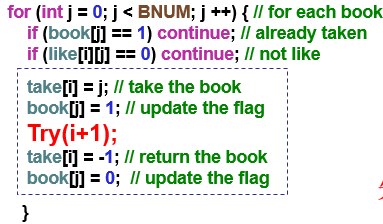 for (int j = 0; j < BNUM; j ++) { // for each book
if (book[j] == 1) continue; // already taken
if (like[i][j] == 0) continue; // not like
take[i] = j; // take the book
book[j] = 1; // update the flag
Try(i+1);
take[i] = -1; // return the book
book[j] = 0;  // update the flag
}